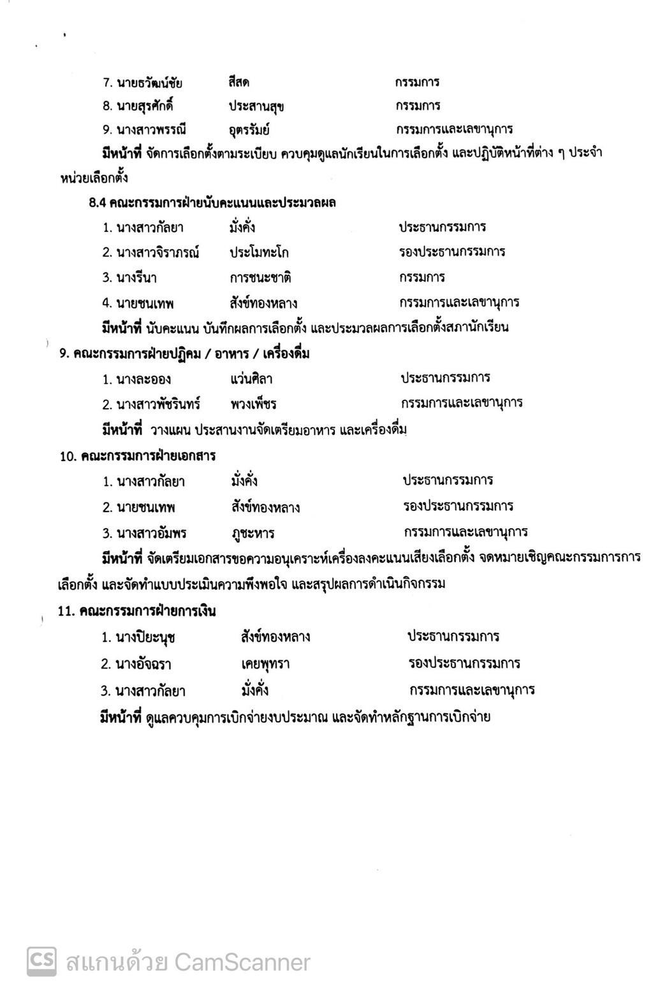 7. นายธวัฒน์ชัย สีสด กรรมการ
8. นายสุรศักดิ์ ประสานสุข กรรมการ
9. นางสาวพรรณี อุตรรัมย์ กรรมการและเลขานุการ
มีหน้าที่ จัดการเลือกตั้งตามระเบียบ ควบคุมดูแลนักเรียนในการเลือกตั้ง และปฏิบัติหน้าที่ต่าง ๆ ประจำ
หน่วยเลือกตั้ง
8.4 คณะกรรมการฝ่ายนับคะแนนและประมวลผล
1. นางสาวกัลยา มั่งคั่ง ประธานกรรมการ
2. นางสาวจิราภรณ์ ประโมทะโก รองประธานกรรมการ
3. นางรีนา การชนะชาติ กรรมการ
4. นายชนเทพ สังข์ทองหลาง กรรมการและเลขานุการ
มีหน้าที่ นับคะแนน บันทึกผลการเลือกตั้ง และประมวลผลการเลือกตั้งสภานักเรียน
9. คณะกรรมการฝ่ายปฏิคม / อาหาร / เครื่องดื่ม
1. นางละออง แว่นศิลา ประธานกรรมการ
2. นางสาวพัชรินทร์ พวงเพ็ชร กรรมการและเลขานุการ
มีหน้าที่ วางแผน ประสานงานจัดเตรียมอาหาร และเครื่องดื่ม
10. คณะกรรมการฝ่ายเอกสาร
1. นางสาวกัลยา มั่งคั่ง ประธานกรรมการ
2. นายชนเทพ สังข์ทองหลาง รองประธานกรรมการ
3. นางสาวอัมพร ภูชะหาร กรรมการและเลขานุการ
มีหน้าที่ จัดเตรียมเอกสารขอความอนุเคราะห์เครื่องลงคะแนนเสียงเลือกตั้ง จดหมายเชิญคณะกรรมการการ
เลือกตั้ง และจัดทำแบบประเมินความพึงพอใจ และสรุปผลการดำเนินกิจกรรม
11. คณะกรรมการฝ่ายการเงิน
1. นางปิยะนุช สังข์ทองหลาง ประธานกรรมการ
2. นางอัจฉรา เคยพุทรา รองประธานกรรมการ
3. นางสาวกัลยา มั่งคั่ง กรรมการและเลขานุการ
มีหน้าที่ ดูแลควบคุมการเบิกจ่ายงบประมาณ และจัดทำหลักฐานการเบิกจ่าย
CS สแกนด้วย CamScanner